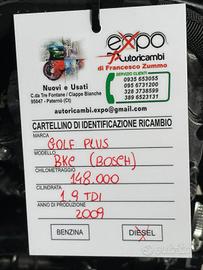 expo
Autoricambi
di Francesco Zummo
Nuovi e Usati
C.da Tre Fontane / Ciappe Bianche
95047 - Paternò (Ct)
SERVIZIO CLIENTI
0935 653055
095 6731200
328 3738599
389 6523131
autoricambi.expo@gmail.com
CARTELLINO DI IDENTIFICAZIONE RICAMBIO
MARCA
GOLF PLUS
MODELLO
BKC (BOSCH)
CHILOMETRAGGIO
148.000
CILINDRATA
1.9 TDI
ANNO DI PRODUZIONE
2009
BENZINA
DIESEL